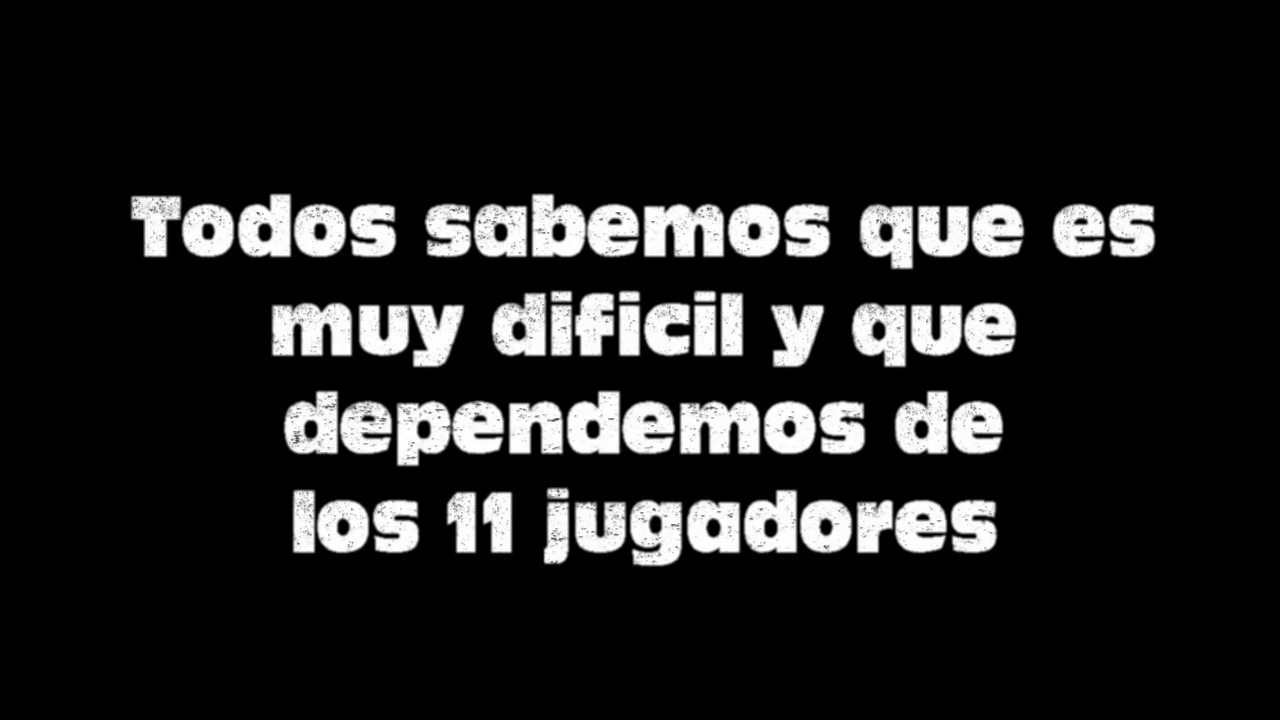 Todos sabemos que es
muy dificil y que
dependemos de
los 11 jugadores